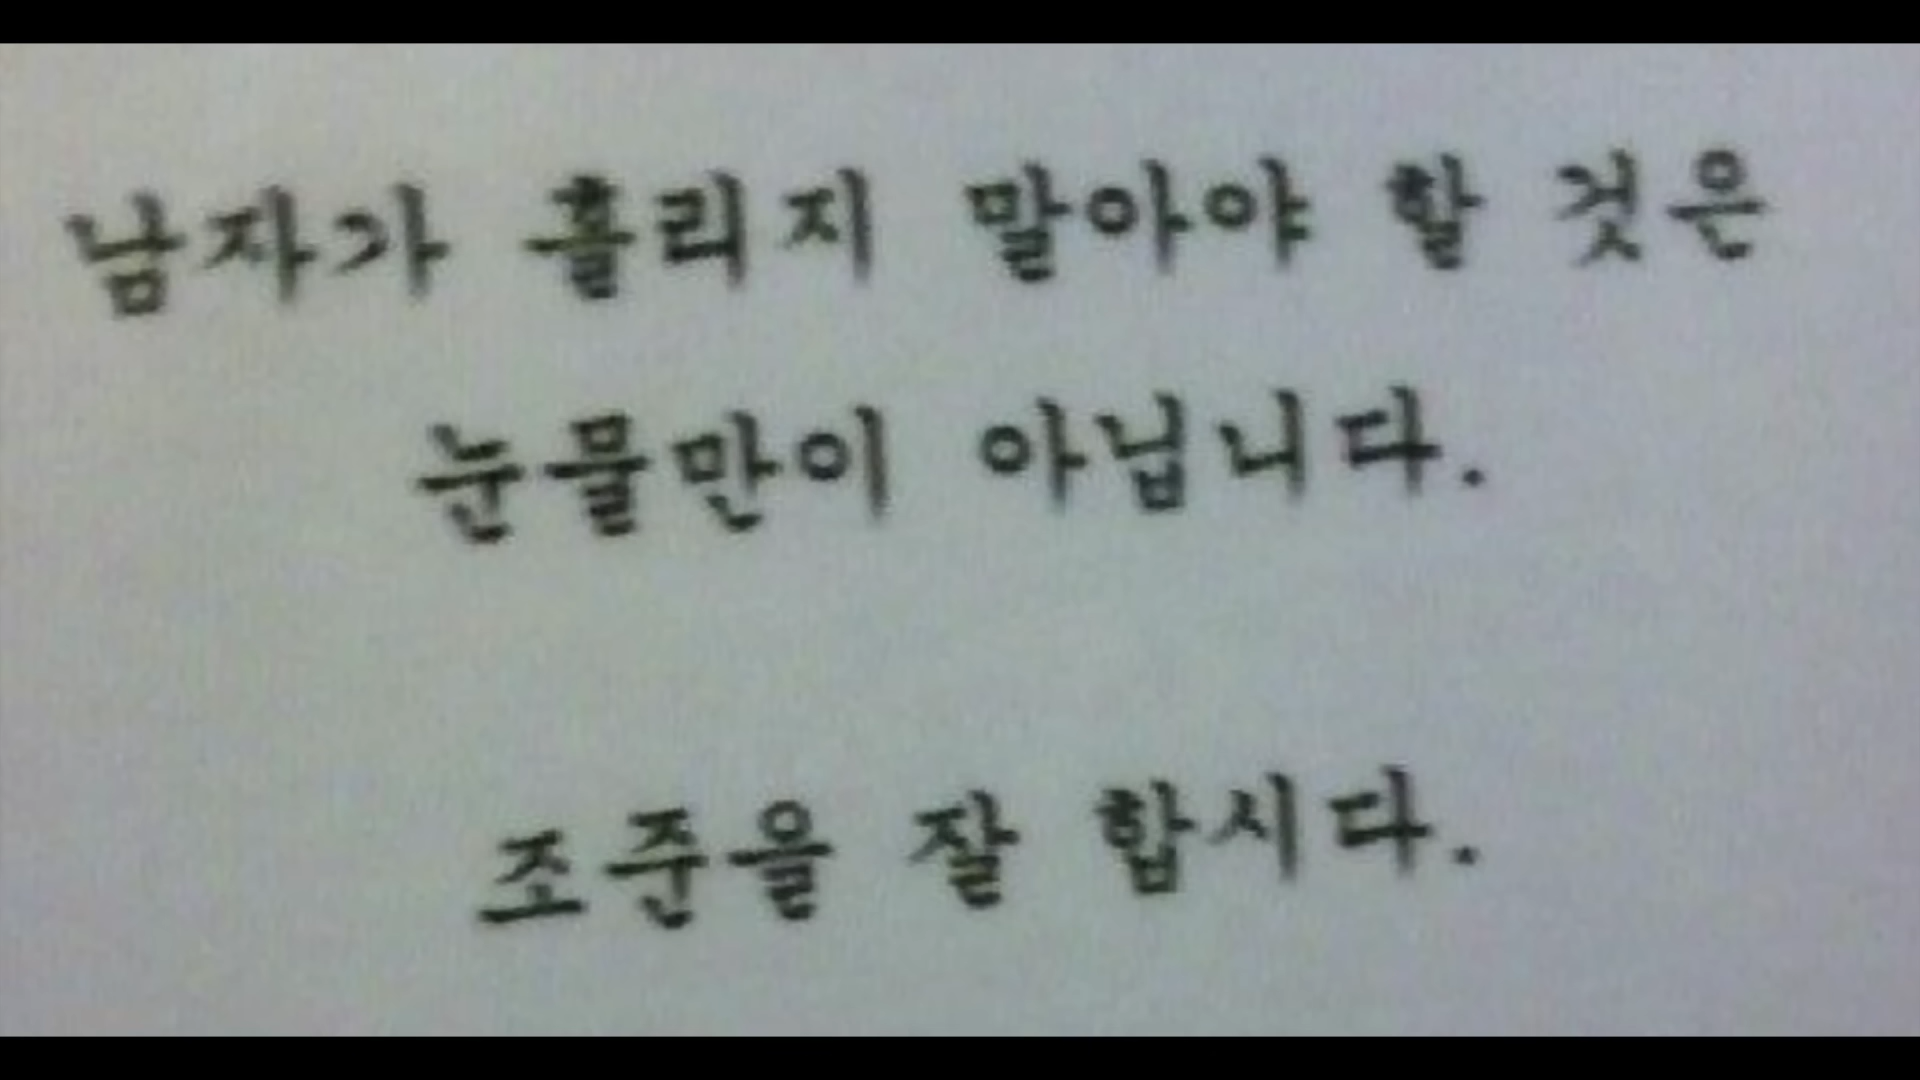 남자가 흘리지 말아야 할 것은
눈물만이 아닙니다.
조준을 잘 합시다.